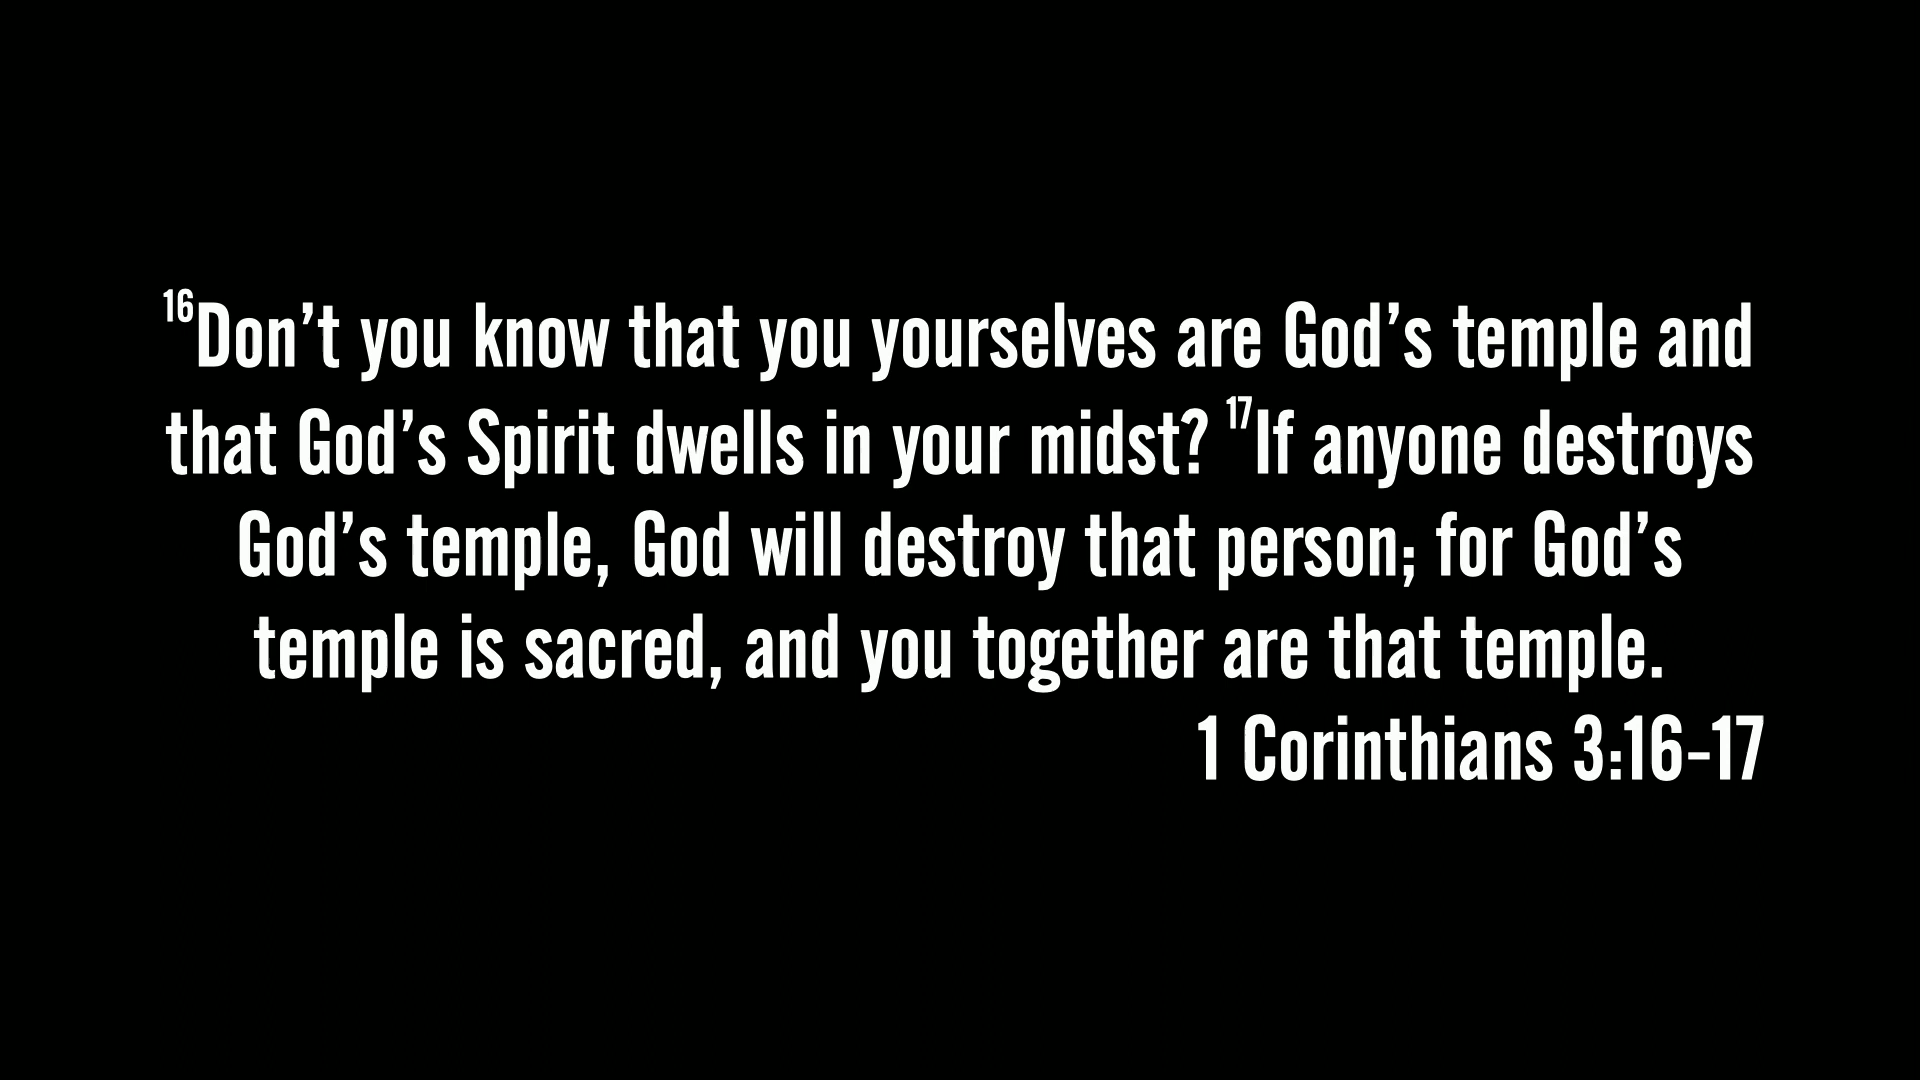 ¹⁶Don’t you know that you yourselves are God’s temple and
that God’s Spirit dwells in your midst? ¹⁷If anyone destroys
God’s temple, God will destroy that person; for God’s
temple is sacred, and you together are that temple.
1 Corinthians 3:16–17